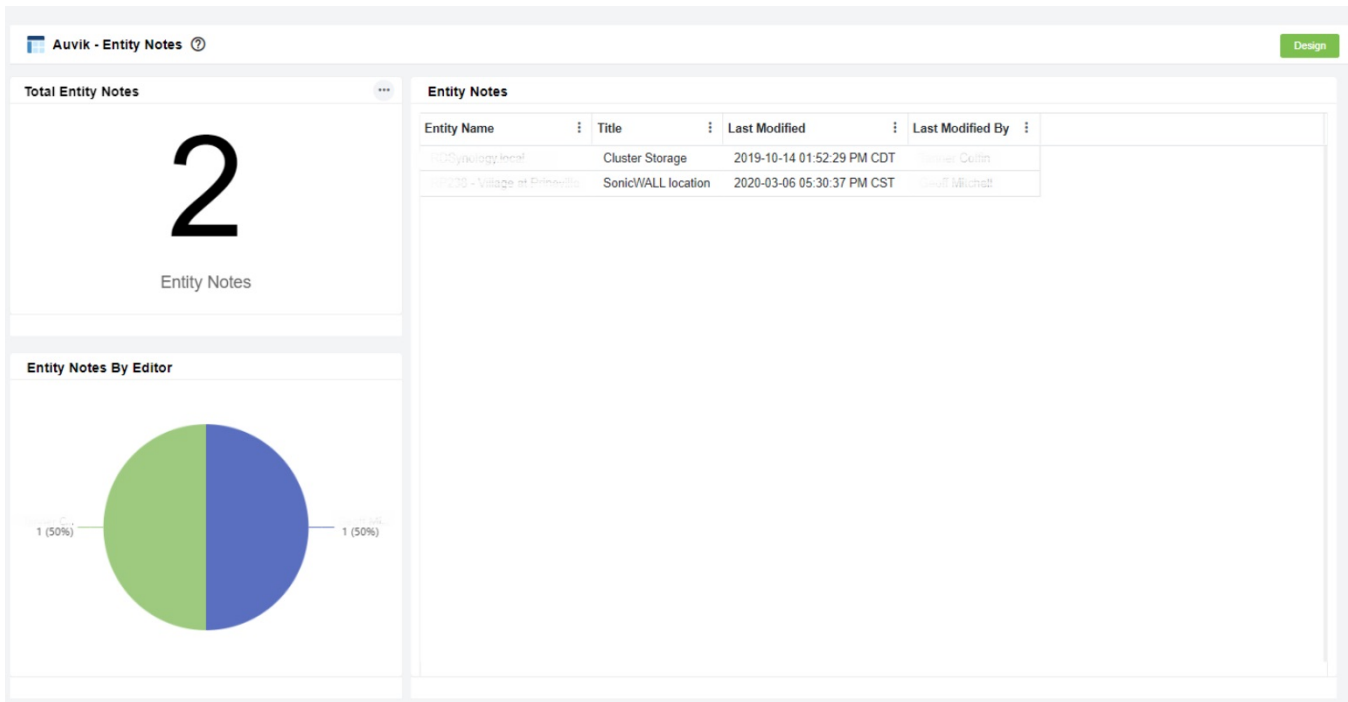 Auvik - Entity Notes
Design
Total Entity Notes
2
Entity Notes
Entity Notes By Editor
1 (50%)
1 (50%)
Entity Notes
Entity Name Title Last Modified Last Modified By
Cluster Storage 2019-10-14 01:52:29 PM CDT
SonicWALL location 2020-03-06 05:30:37 PM CST